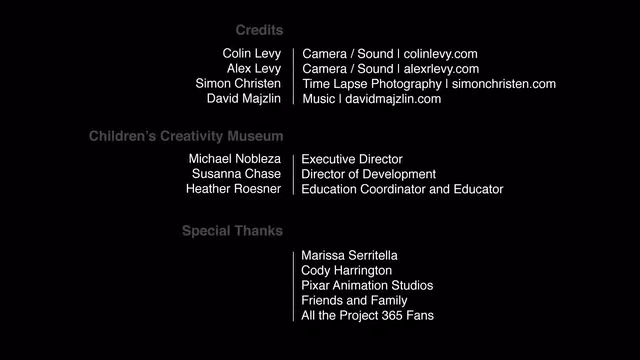 Credits
Colin Levy Camera / Sound | colinlevy.com
Alex Levy Camera / Sound | alexrlevy.com
Simon Christen Time Lapse Photography | simonchristen.com
David Majzlin Music | davidmajzlin.com
Children's Creativity Museum
Michael Nobleza Executive Director
Susanna Chase Director of Development
Heather Roesner Education Coordinator and Educator
Special Thanks
Marissa Serritella
Cody Harrington
Pixar Animation Studios
Friends and Family
All the Project 365 Fans